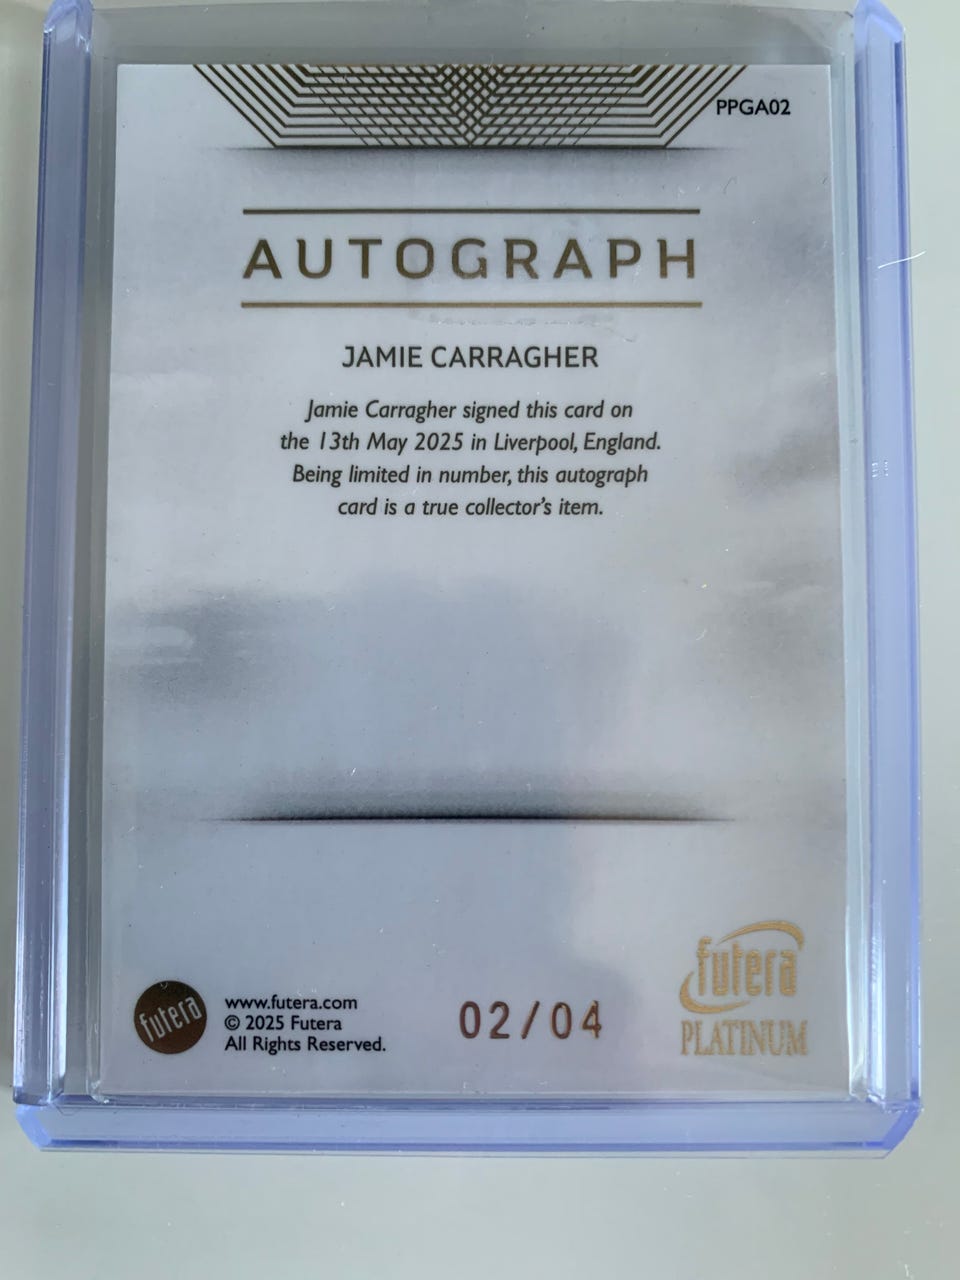 PPGA02
AUTOGRAPH
JAMIE CARRAGHER
Jamie Carragher signed this card on
the 13th May 2025 in Liverpool, England.
Being limited in number, this autograph
card is a true collector's item.
futera
www.futera.com
© 2025 Futera
All Rights Reserved.
02/04
futera
PLATINUM